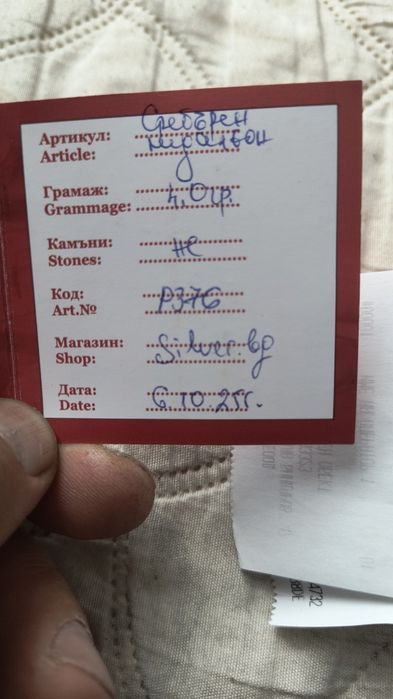 Сребърен
Артикул: медальон
Article:
Грамаж: 4.0гр.
Grammage:
Камъни: не
Stones:
Код: P376
Art.№
Магазин: Silver.bg
Shop:
Дата: 6.10.25г.
Date:
4732